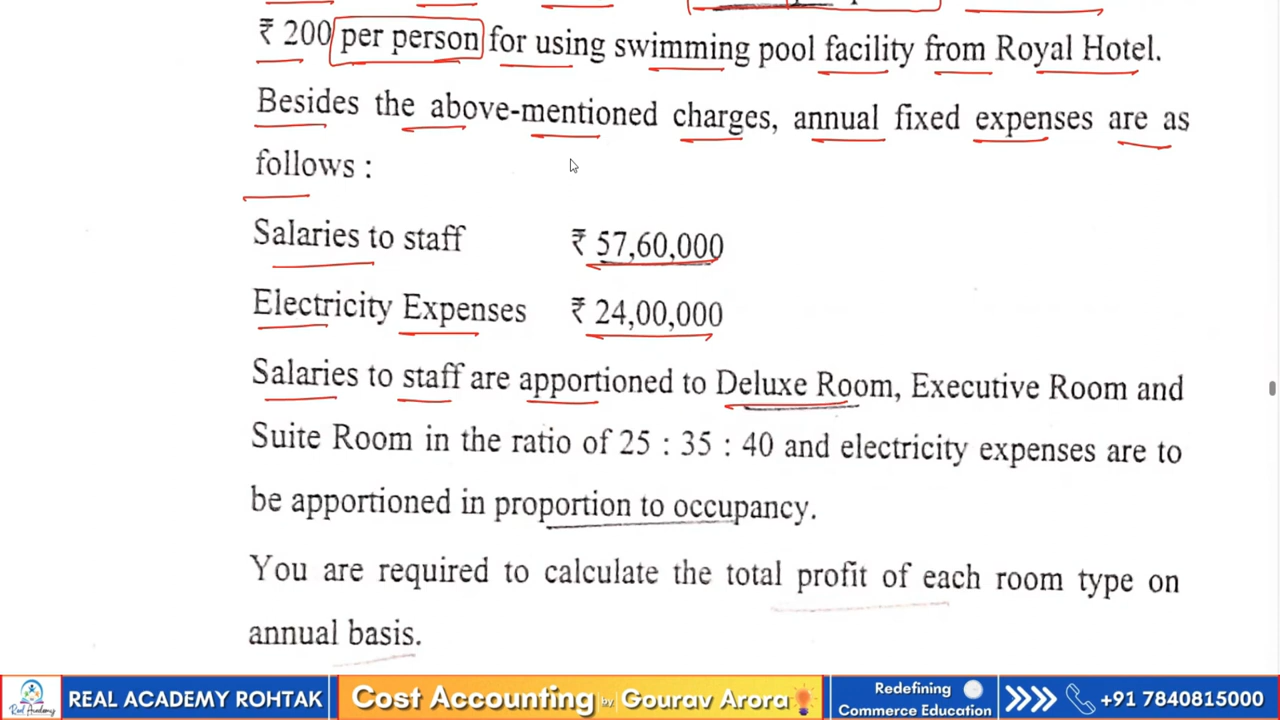 ₹ 200 per person for using swimming pool facility from Royal Hotel.
Besides the above-mentioned charges, annual fixed expenses are as
follows :
Salaries to staff ₹ 57,60,000
Electricity Expenses ₹ 24,00,000
Salaries to staff are apportioned to Deluxe Room, Executive Room and
Suite Room in the ratio of 25 : 35 : 40 and electricity expenses are to
be apportioned in proportion to occupancy.
You are required to calculate the total profit of each room type on
annual basis.
Real Academy
REAL ACADEMY ROHTAK
Cost Accounting by Gourav Arora
Redefining
Commerce Education
+91 7840815000